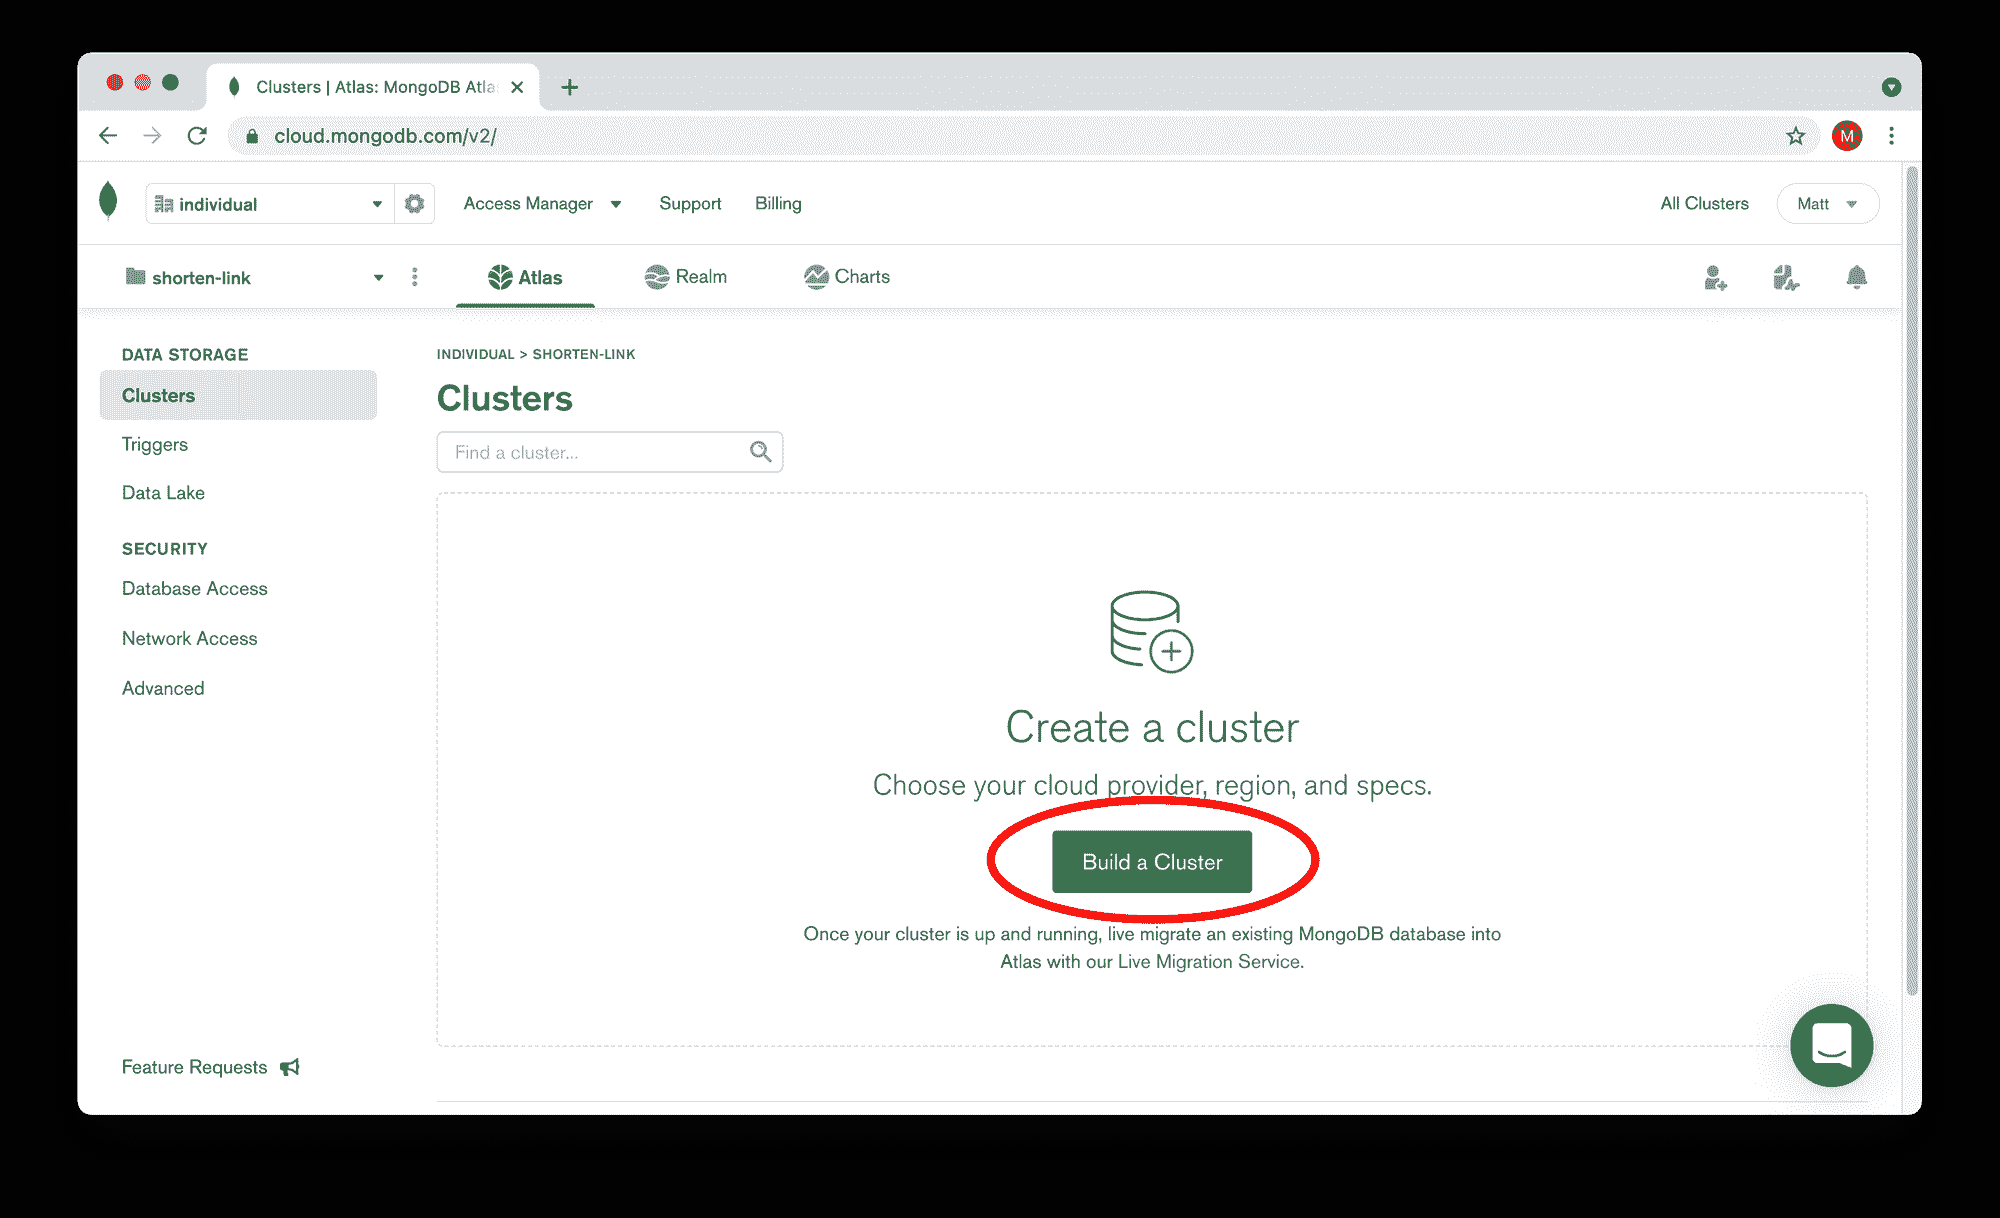 Clusters | Atlas: MongoDB Atla
cloud.mongodb.com/v2/
M
individual
Access Manager
Support
Billing
All Clusters
Matt
shorten-link
Atlas
Realm
Charts
DATA STORAGE
Clusters
Triggers
Data Lake
SECURITY
Database Access
Network Access
Advanced
Feature Requests
INDIVIDUAL > SHORTEN-LINK
Clusters
Find a cluster...
Create a cluster
Choose your cloud provider, region, and specs.
Build a Cluster
Once your cluster is up and running, live migrate an existing MongoDB database into
Atlas with our Live Migration Service.